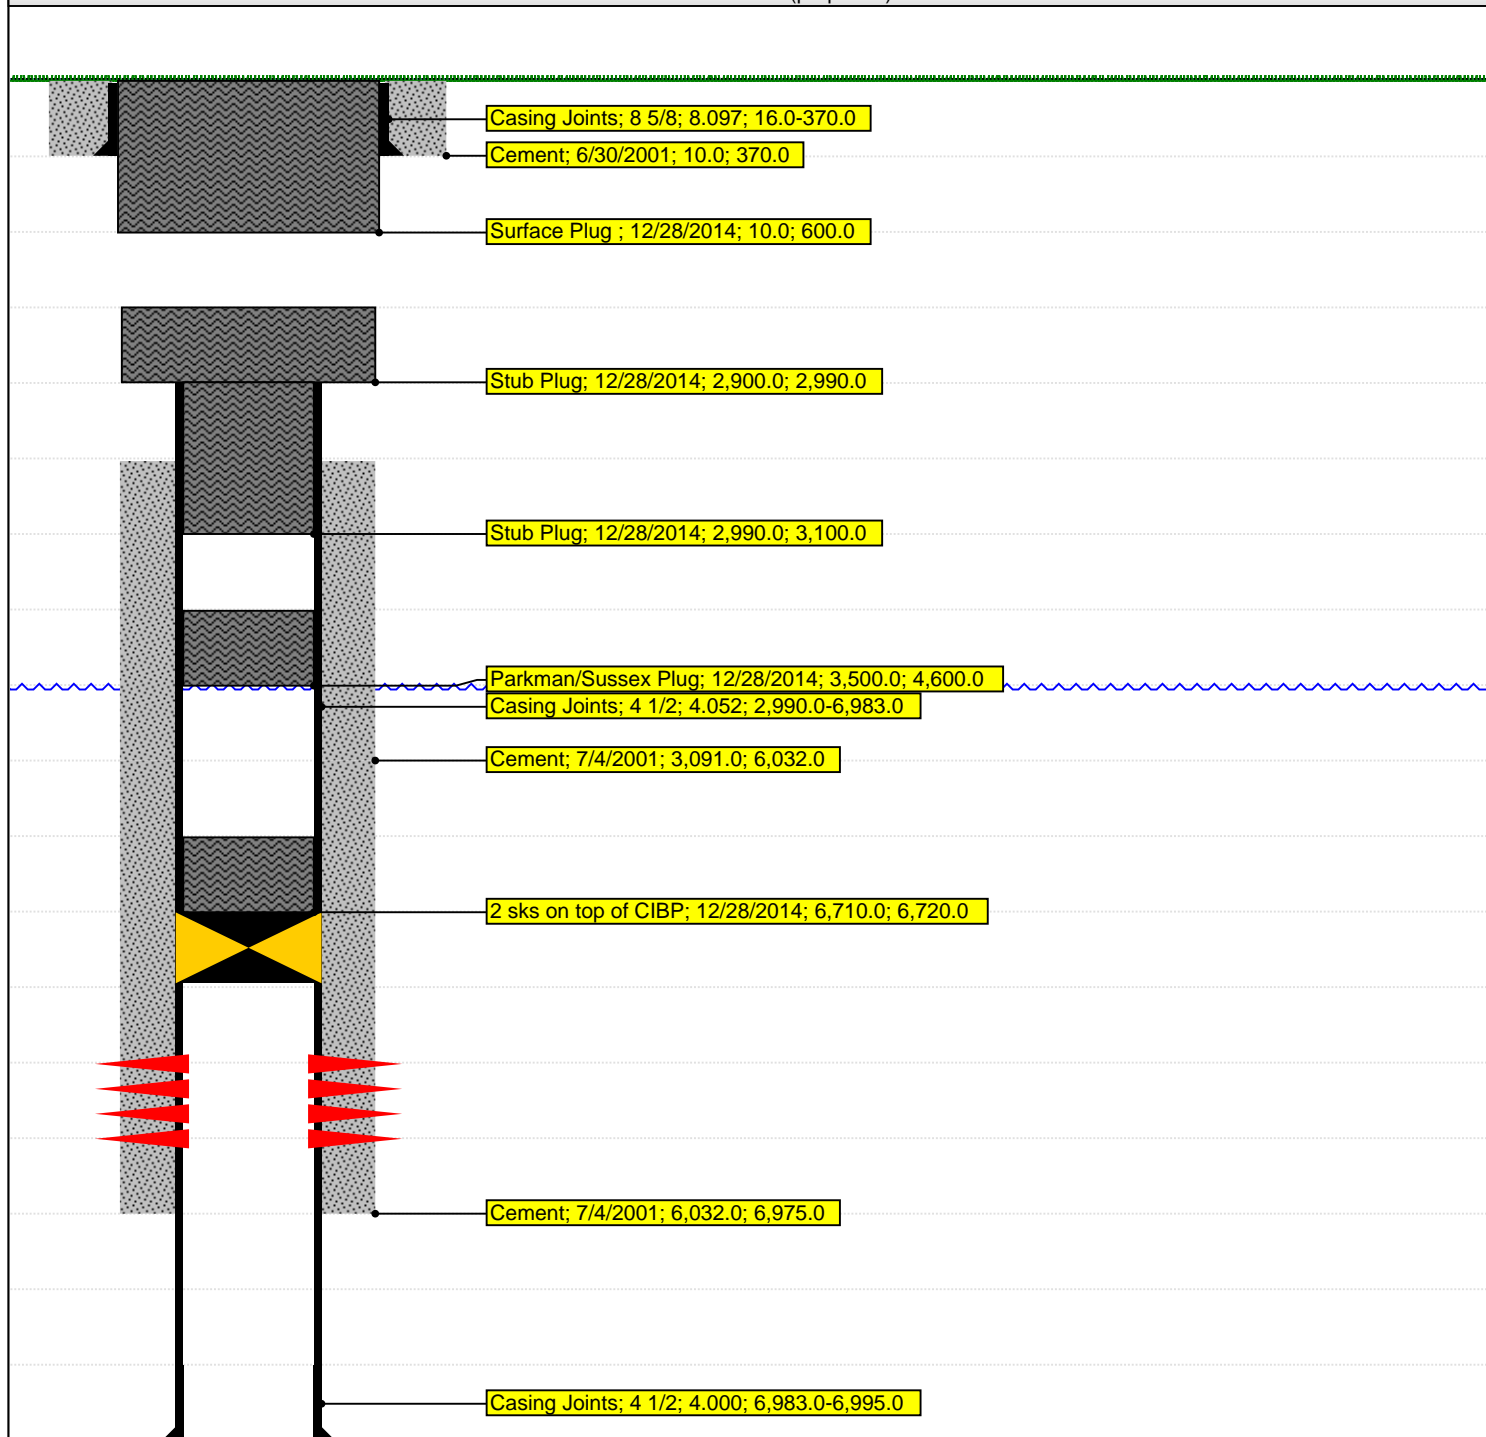 Casing Joints; 8 5/8; 8.097; 16.0-370.0
Cement; 6/30/2001; 10.0; 370.0
Surface Plug ; 12/28/2014; 10.0; 600.0
Stub Plug; 12/28/2014; 2,900.0; 2,990.0
Stub Plug; 12/28/2014; 2,990.0; 3,100.0
Parkman/Sussex Plug; 12/28/2014; 3,500.0; 4,600.0
Casing Joints; 4 1/2; 4.052; 2,990.0-6,983.0
Cement; 7/4/2001; 3,091.0; 6,032.0
2 sks on top of CIBP; 12/28/2014; 6,710.0; 6,720.0
Cement; 7/4/2001; 6,032.0; 6,975.0
Casing Joints; 4 1/2; 4.000; 6,983.0-6,995.0